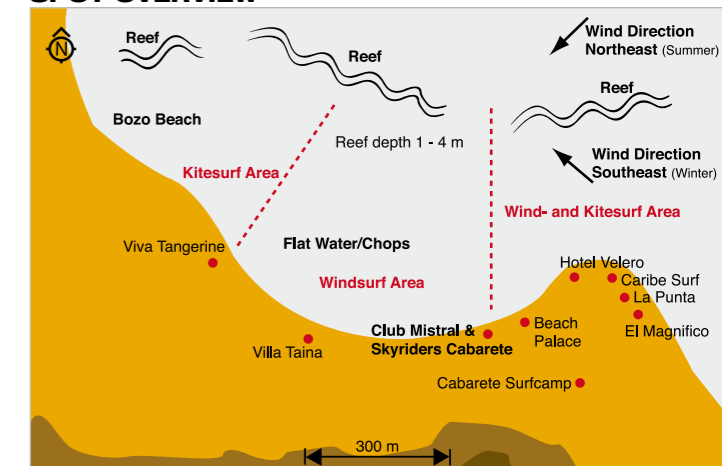 SPOT OVERVIEW
N
Reef
Reef
Wind Direction
Northeast (Summer)
Reef
Bozo Beach
Reef depth 1 - 4 m
Wind Direction
Southeast (Winter)
Kitesurf Area
Wind- and Kitesurf Area
Viva Tangerine
Flat Water/Chops
Windsurf Area
Hotel Velero
Caribe Surf
La Punta
El Magnifico
Club Mistral &
Skyriders Cabarete
Beach
Palace
Villa Taina
Cabarete Surfcamp
300 m